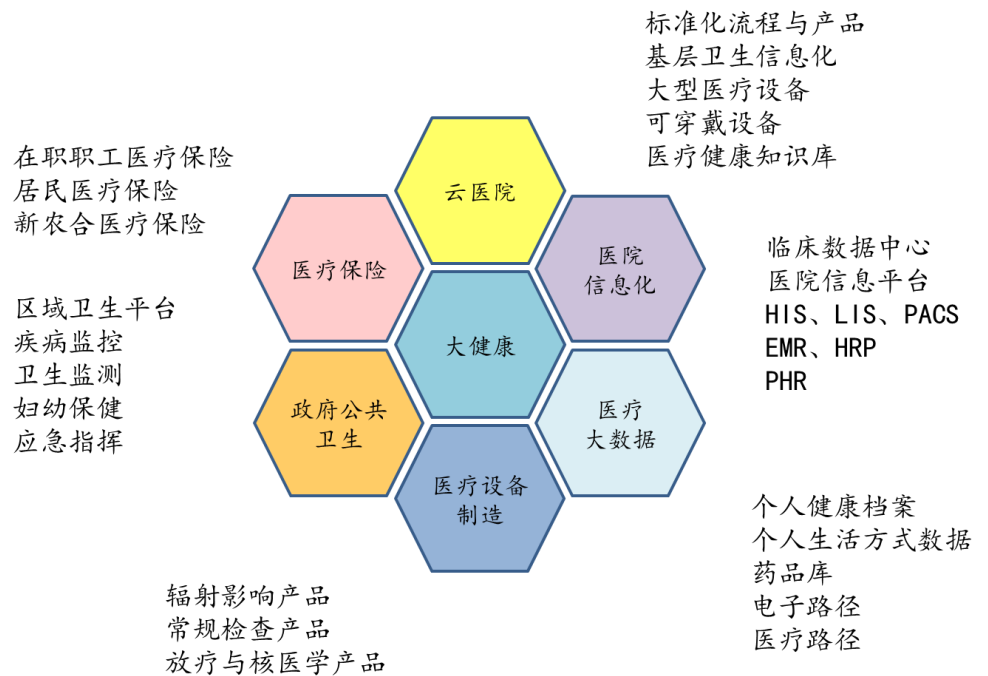 标准化流程与产品
基层卫生信息化
大型医疗设备
可穿戴设备
医疗健康知识库
在职职工医疗保险
居民医疗保险
新农合医疗保险
云医院
医疗保险
医院
信息化
临床数据中心
医院信息平台
HIS、LIS、PACS
EMR、HRP
PHR
区域卫生平台
疾病监控
卫生监测
妇幼保健
应急指挥
大健康
政府公共
卫生
医疗
大数据
医疗设备
制造
个人健康档案
个人生活方式数据
药品库
电子路径
医疗路径
辐射影响产品
常规检查产品
放疗与核医学产品